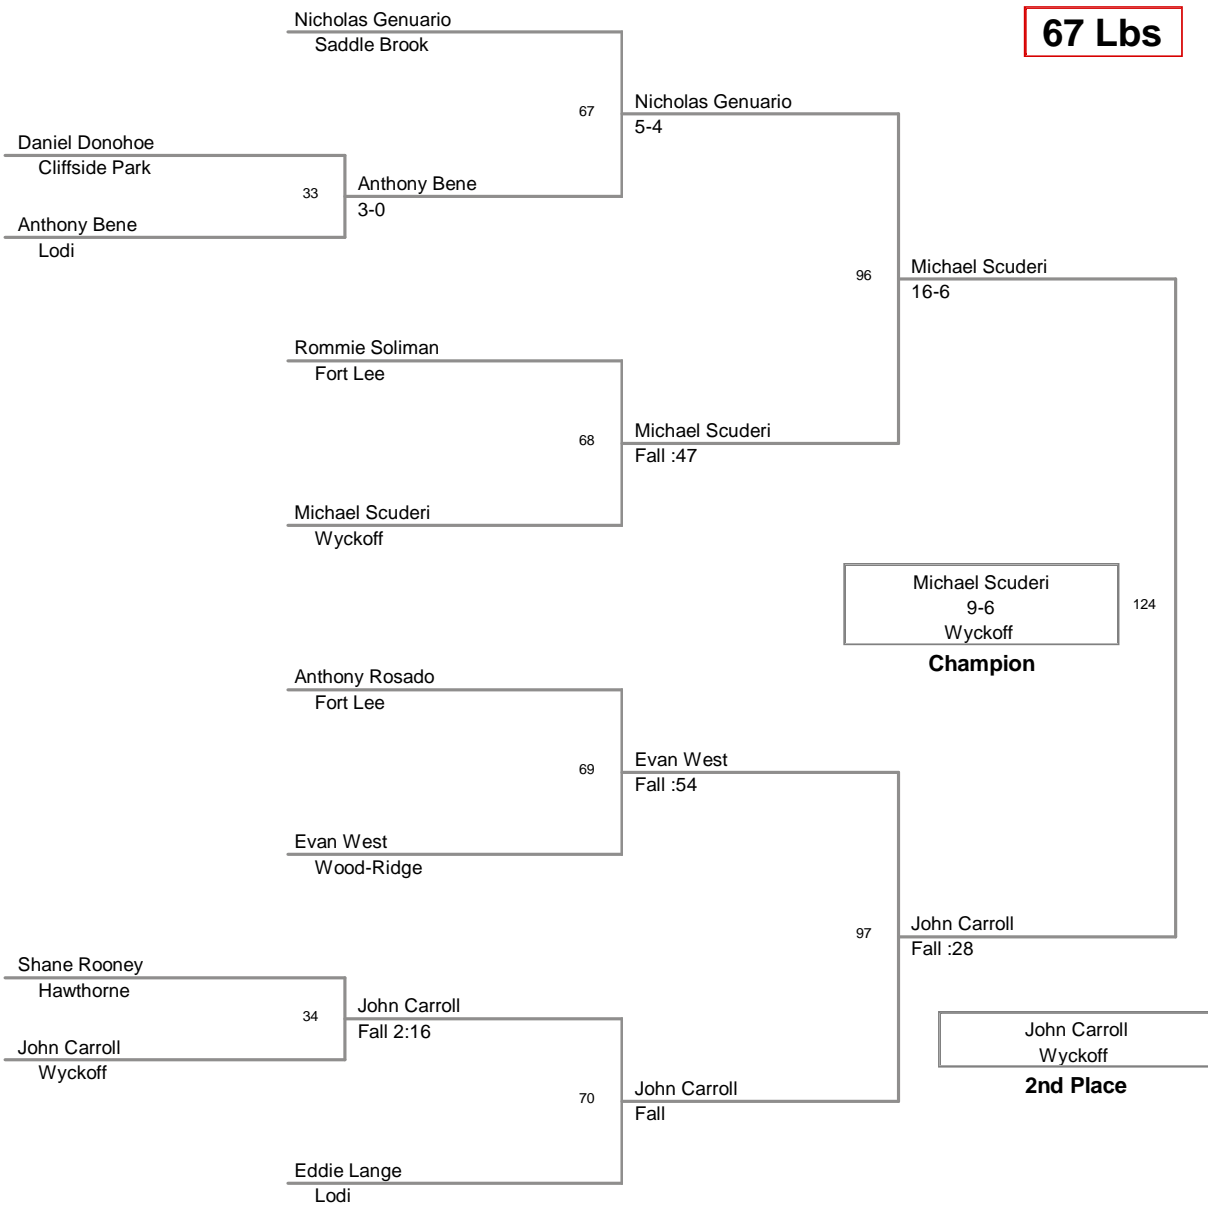 67 Lbs
Nicholas Genuario
Saddle Brook
67
Nicholas Genuario
5-4
Daniel Donohoe
Cliffside Park
33
Anthony Bene
3-0
Anthony Bene
Lodi
96
Michael Scuderi
16-6
Rommie Soliman
Fort Lee
68
Michael Scuderi
Fall :47
Michael Scuderi
Wyckoff
Michael Scuderi
9-6
Wyckoff
124
Champion
Anthony Rosado
Fort Lee
69
Evan West
Fall :54
Evan West
Wood-Ridge
97
John Carroll
Fall :28
Shane Rooney
Hawthorne
34
John Carroll
Fall 2:16
John Carroll
Wyckoff
John Carroll
Wyckoff
2nd Place
70
John Carroll
Fall
Eddie Lange
Lodi